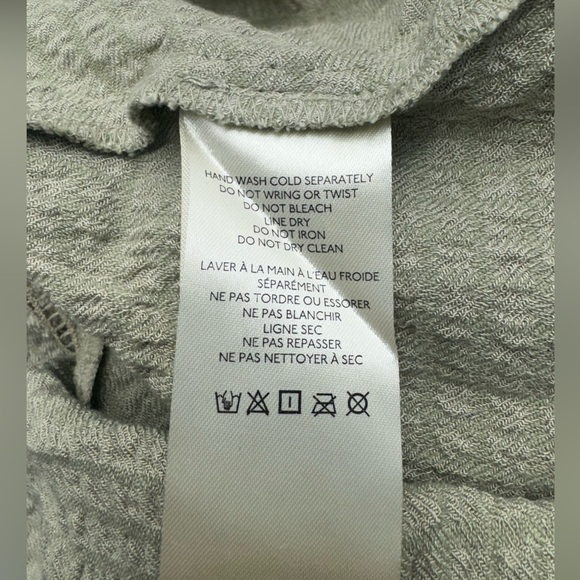 HAND WASH COLD SEPARATELY
DO NOT WRING OR TWIST
DO NOT BLEACH
LINE DRY
DO NOT IRON
DO NOT DRY CLEAN
LAVER À LA MAIN À L'EAU FROIDE
SÉPARÉMENT
NE PAS TORDRE OU ESSORER
NE PAS BLANCHIR
LIGNE SEC
NE PAS REPASSER
NE PAS NETTOYER À SEC